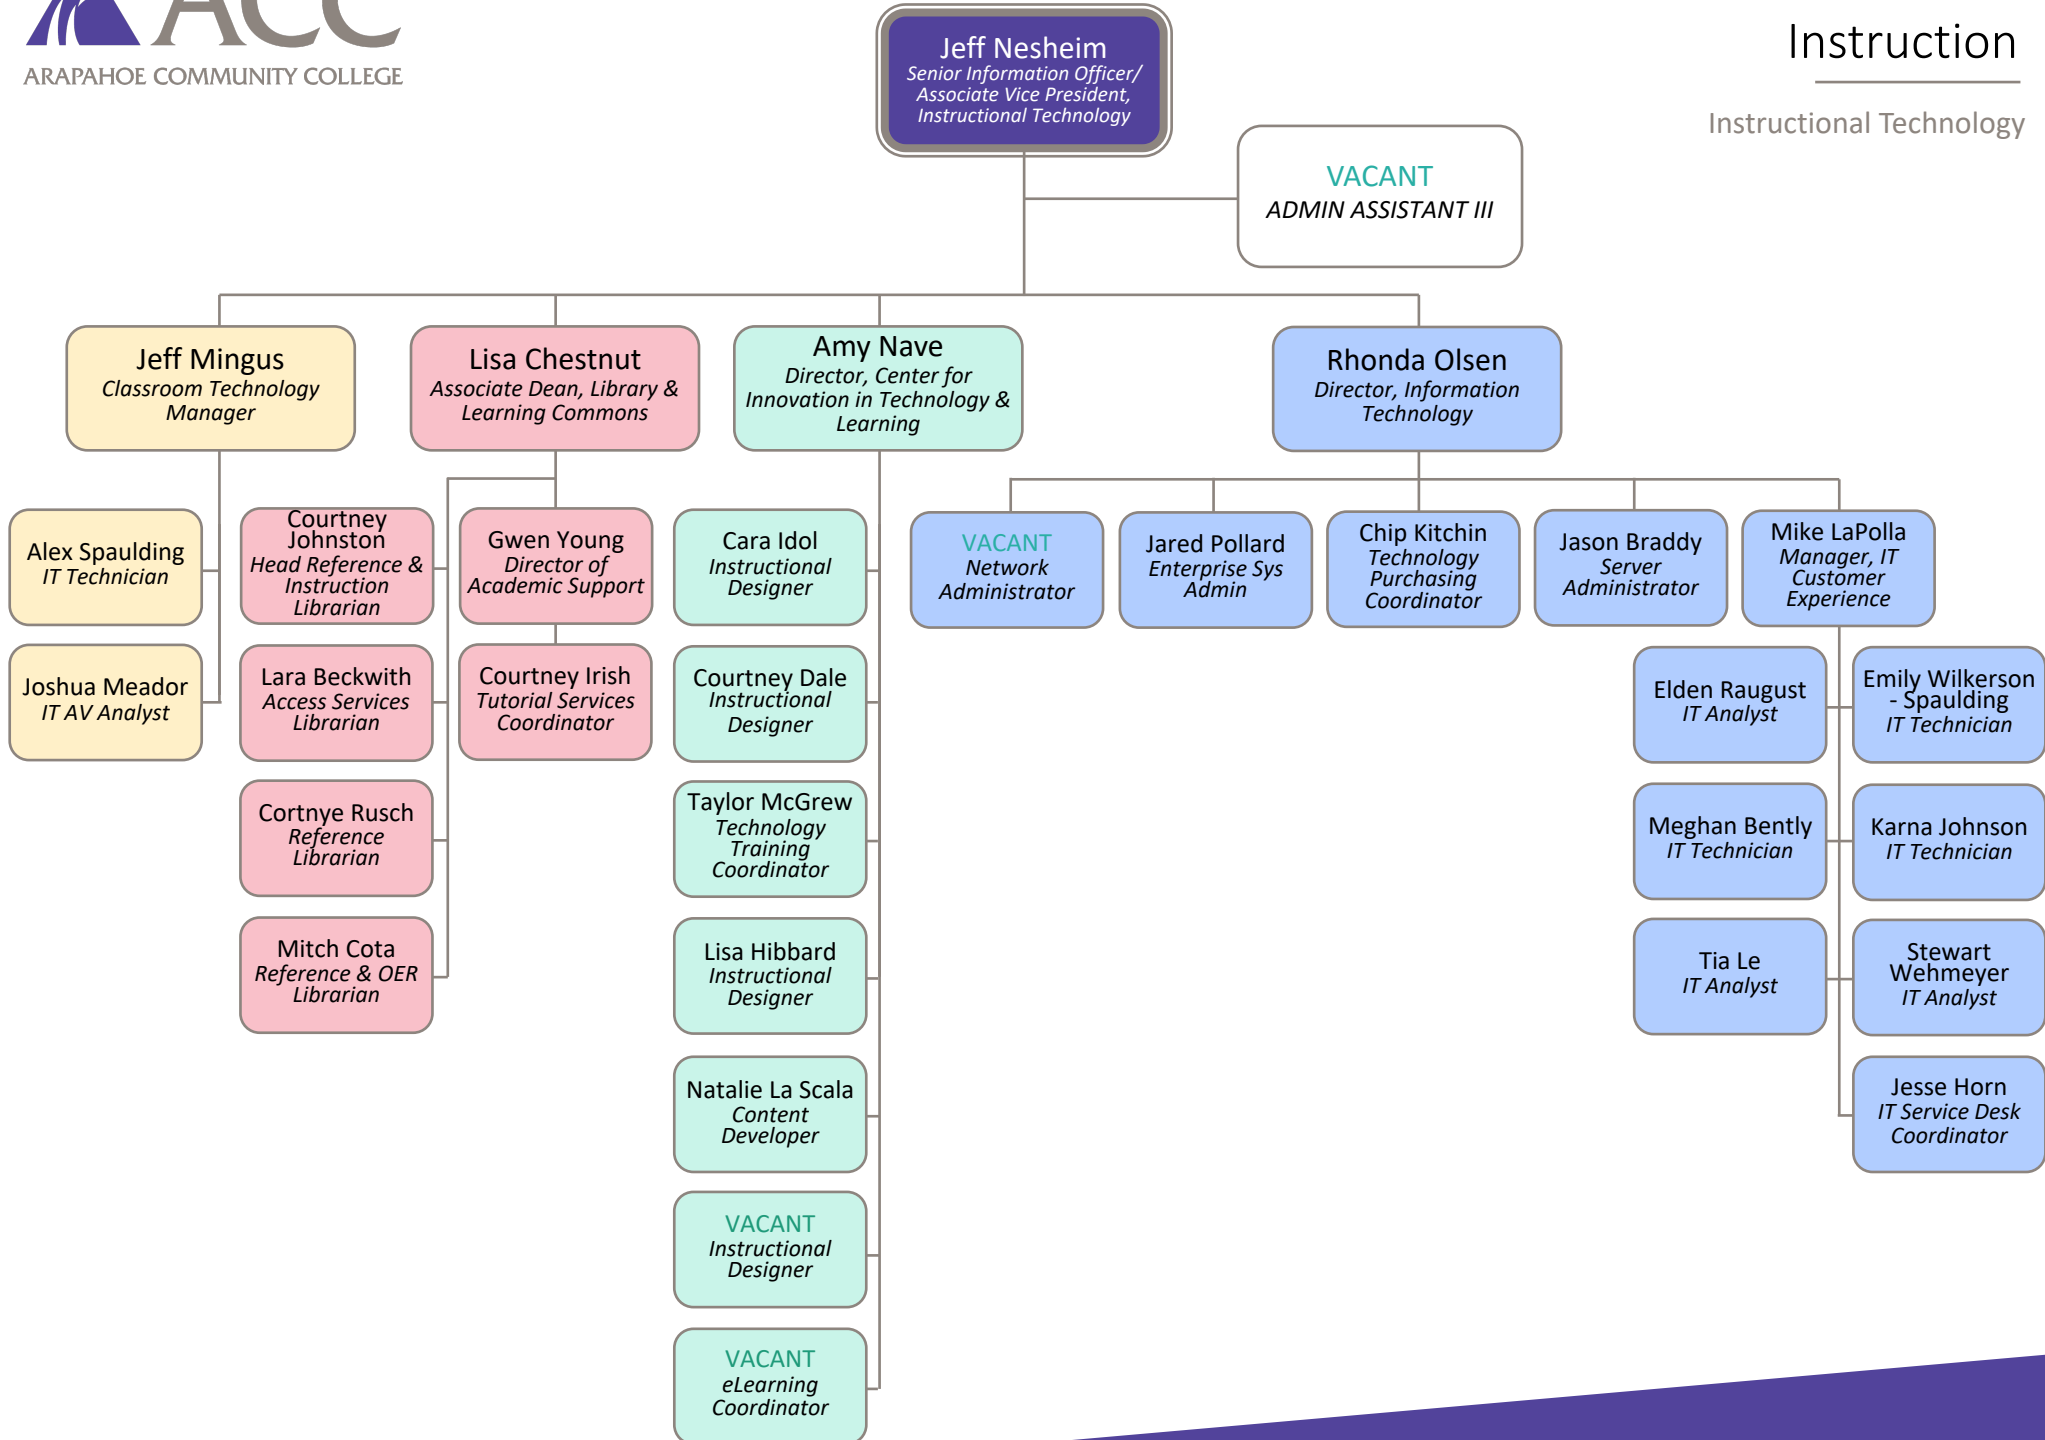 ACC
ARAPAHOE COMMUNITY COLLEGE
Instruction
Instructional Technology
Jeff Nesheim
Senior Information Officer/
Associate Vice President,
Instructional Technology
VACANT
ADMIN ASSISTANT III
Jeff Mingus
Classroom Technology
Manager
Lisa Chestnut
Associate Dean, Library &
Learning Commons
Amy Nave
Director, Center for
Innovation in Technology &
Learning
Rhonda Olsen
Director, Information
Technology
Alex Spaulding
IT Technician
Joshua Meador
IT AV Analyst
Courtney
Johnston
Head Reference &
Instruction
Librarian
Lara Beckwith
Access Services
Librarian
Cortnye Rusch
Reference
Librarian
Mitch Cota
Reference & OER
Librarian
Gwen Young
Director of
Academic Support
Courtney Irish
Tutorial Services
Coordinator
Cara Idol
Instructional
Designer
Courtney Dale
Instructional
Designer
Taylor McGrew
Technology
Training
Coordinator
Lisa Hibbard
Instructional
Designer
Natalie La Scala
Content
Developer
VACANT
Instructional
Designer
VACANT
eLearning
Coordinator
VACANT
Network
Administrator
Jared Pollard
Enterprise Sys
Admin
Chip Kitchin
Technology
Purchasing
Coordinator
Jason Braddy
Server
Administrator
Mike LaPolla
Manager, IT
Customer
Experience
Elden Raugust
IT Analyst
Emily Wilkerson
- Spaulding
IT Technician
Meghan Bently
IT Technician
Karna Johnson
IT Technician
Tia Le
IT Analyst
Stewart
Wehmeyer
IT Analyst
Jesse Horn
IT Service Desk
Coordinator